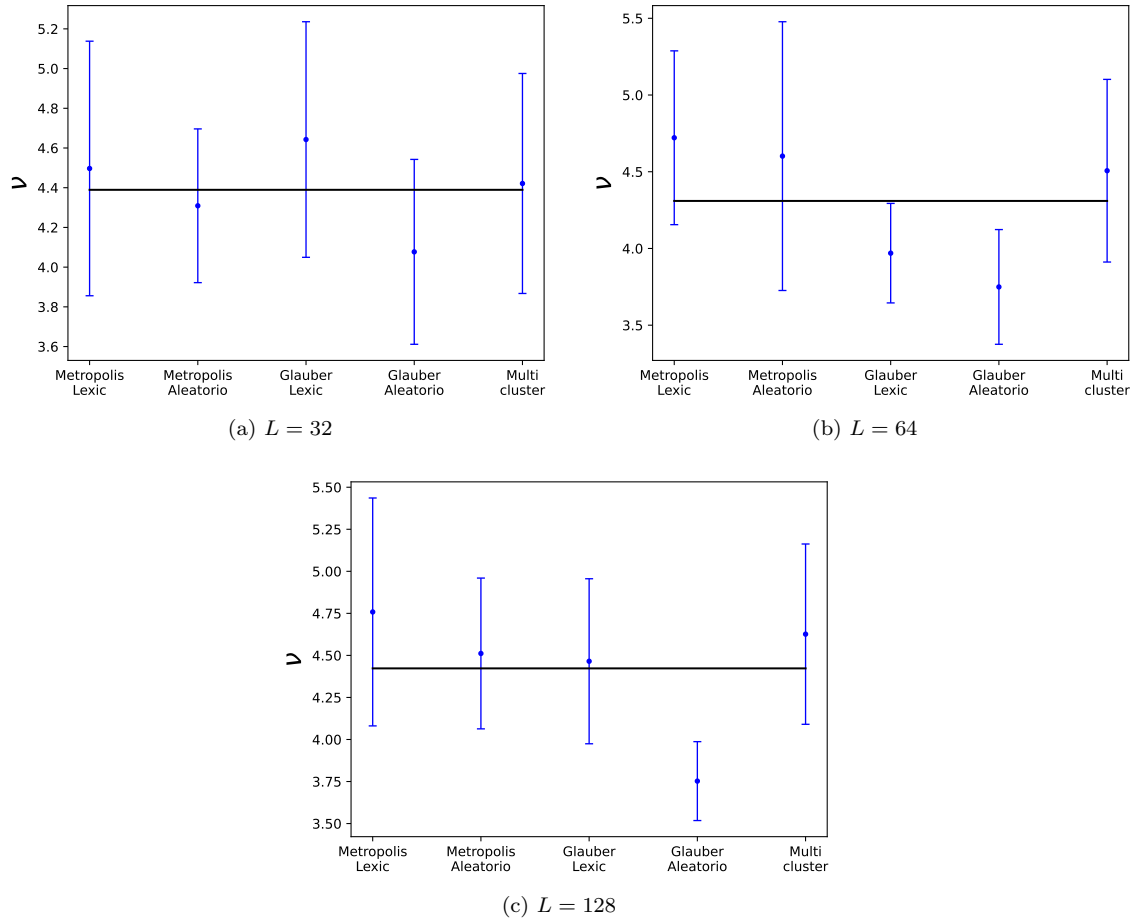 5.2
5.0
4.8
4.6
4.4
4.2
4.0
3.8
3.6
ν
Metropolis
Lexic
Metropolis
Aleatorio
Glauber
Lexic
Glauber
Aleatorio
Multi
cluster
(a) L = 32
5.5
5.0
4.5
4.0
3.5
ν
Metropolis
Lexic
Metropolis
Aleatorio
Glauber
Lexic
Glauber
Aleatorio
Multi
cluster
(b) L = 64
5.50
5.25
5.00
4.75
4.50
4.25
4.00
3.75
3.50
ν
Metropolis
Lexic
Metropolis
Aleatorio
Glauber
Lexic
Glauber
Aleatorio
Multi
cluster
(c) L = 128